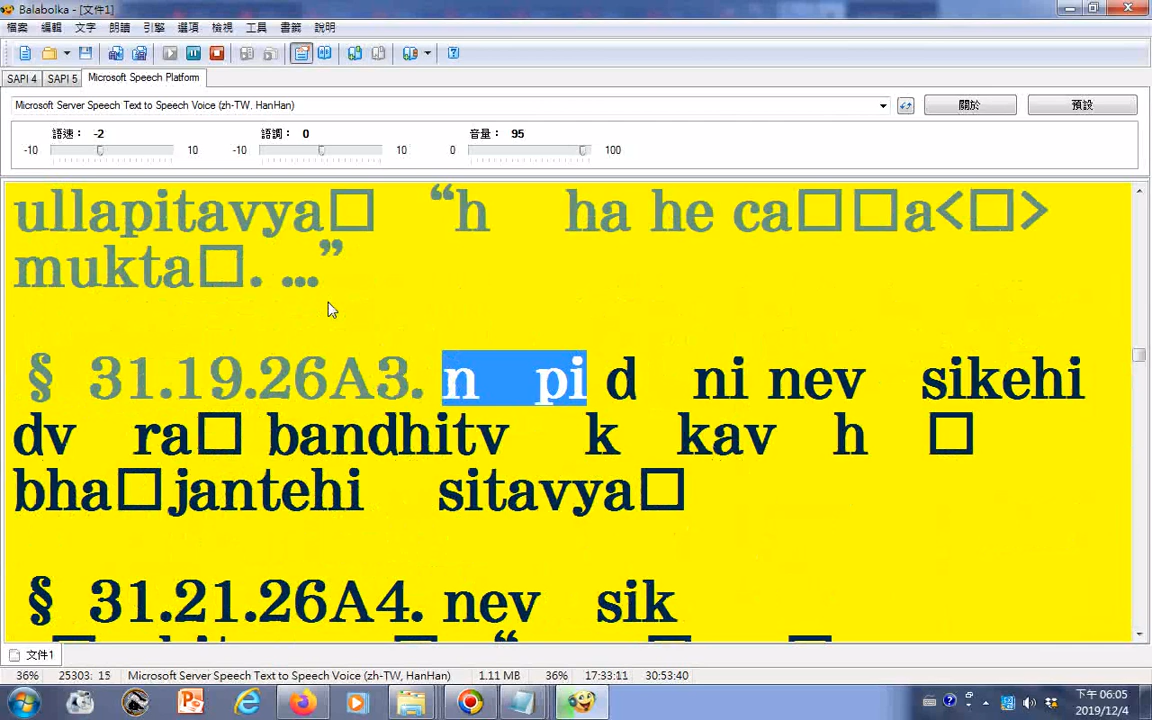 Balabolka - [文件1]
檔案 編輯 文字 朗讀 引擎 選項 檢視 工具 書籤 說明
SAPI 4 SAPI 5 Microsoft Speech Platform
Microsoft Server Speech Text to Speech Voice (zh-TW, HanHan) 關於 預設
語速： -2 語調： 0 音量： 95
-10 10 -10 10 0 100
ullapitavya□ “h ha he ca□□a<□>
mukta□. ...”
§ 31.19.26A3. n pi d ni nev sikehi
dv ra□ bandhitv k kav h □
bha□jantehi sitavya□
§ 31.21.26A4. nev sik
文件1
36% 25303: 15 Microsoft Server Speech Text to Speech Voice (zh-TW, HanHan) 1.11 MB 36% 17:33:11 30:53:40
下午 06:05
2019/12/4